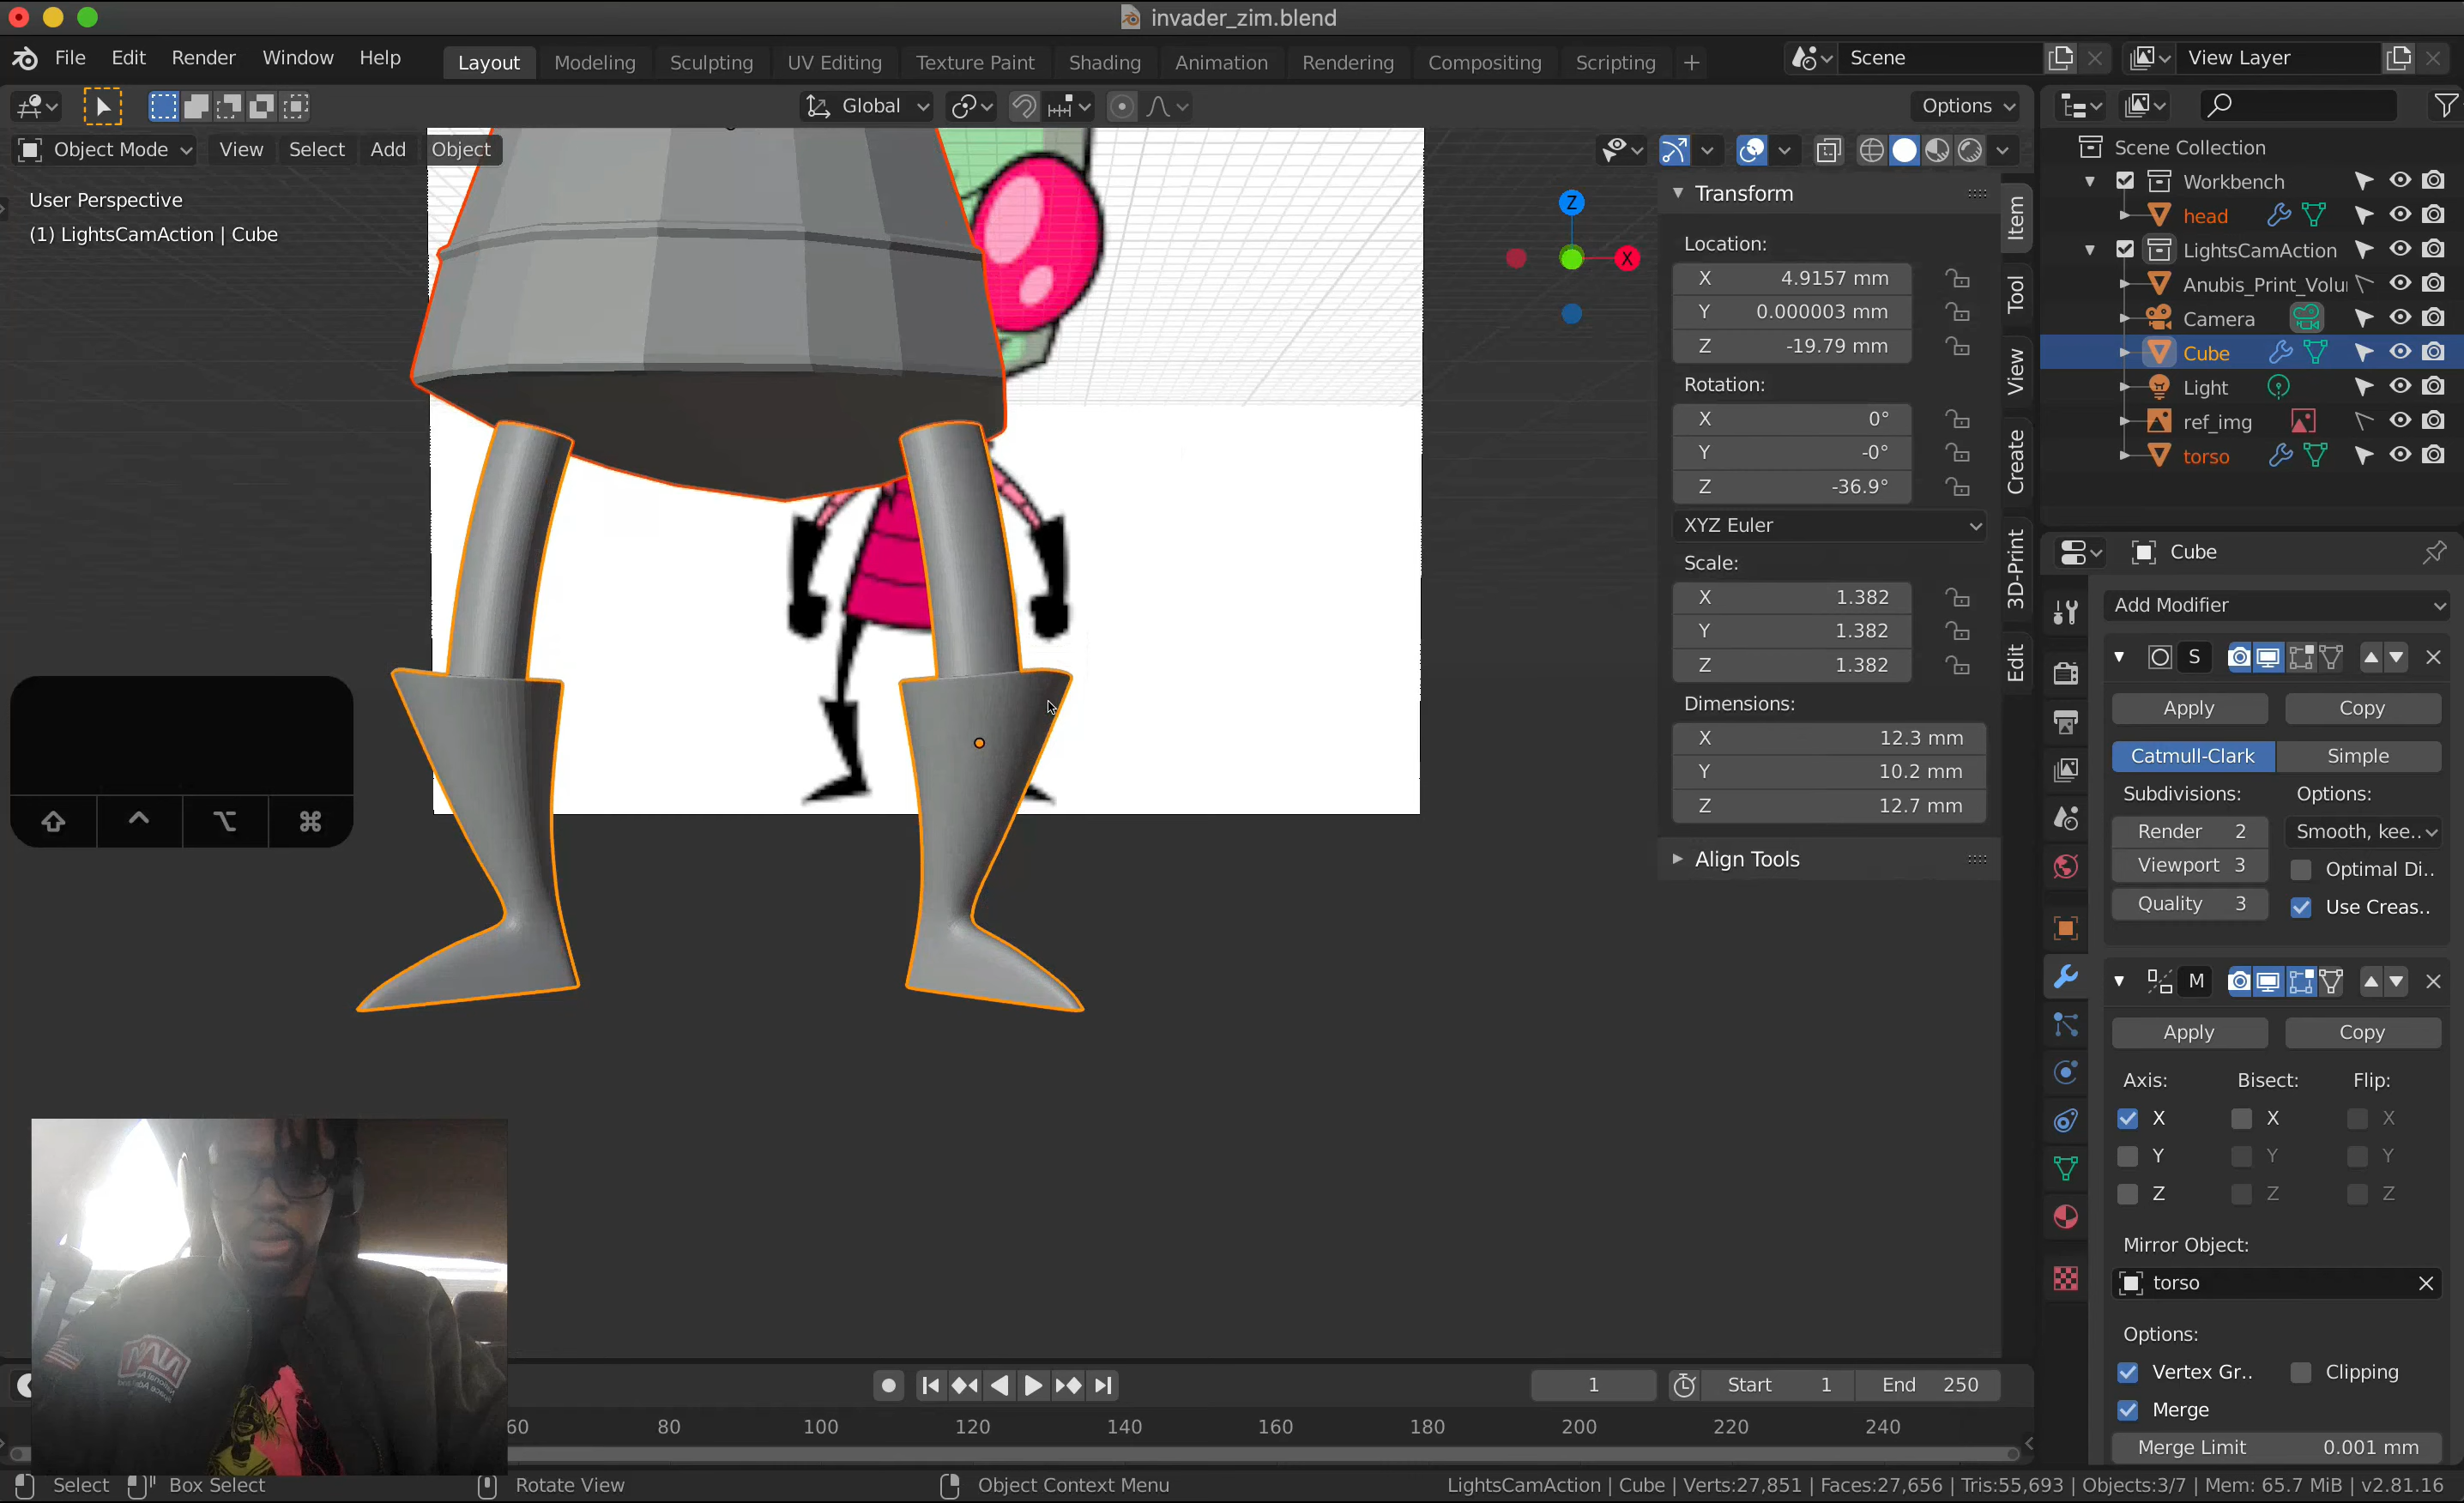 invader_zim.blend
File Edit Render Window Help Layout Modeling Sculpting UV Editing Texture Paint Shading Animation Rendering Compositing Scripting + Scene View Layer
Global Options
Object Mode View Select Add Object
User Perspective
(1) LightsCamAction | Cube
Z
X
Transform
Location:
X 4.9157 mm
Y 0.000003 mm
Z -19.79 mm
Rotation:
X 0°
Y -0°
Z -36.9°
XYZ Euler
Scale:
X 1.382
Y 1.382
Z 1.382
Dimensions:
X 12.3 mm
Y 10.2 mm
Z 12.7 mm
Align Tools
Item
Tool
View
Create
3D-Print
Edit
Scene Collection
Workbench
head
LightsCamAction
Anubis_Print_Volu
Camera
Cube
Light
ref_img
torso
Cube
Add Modifier
S
Apply Copy
Catmull-Clark Simple
Subdivisions: Options:
Render 2 Smooth, kee..
Viewport 3 Optimal Di..
Quality 3 Use Creas..
M
Apply Copy
Axis: Bisect: Flip:
X X X
Y Y Y
Z Z Z
Mirror Object:
torso
Options:
Vertex Gr.. Clipping
Merge
Merge Limit 0.001 mm
1 Start 1 End 250
60 80 100 120 140 160 180 200 220 240
Select Box Select Rotate View Object Context Menu LightsCamAction | Cube | Verts:27,851 | Faces:27,656 | Tris:55,693 | Objects:3/7 | Mem: 65.7 MiB | v2.81.16